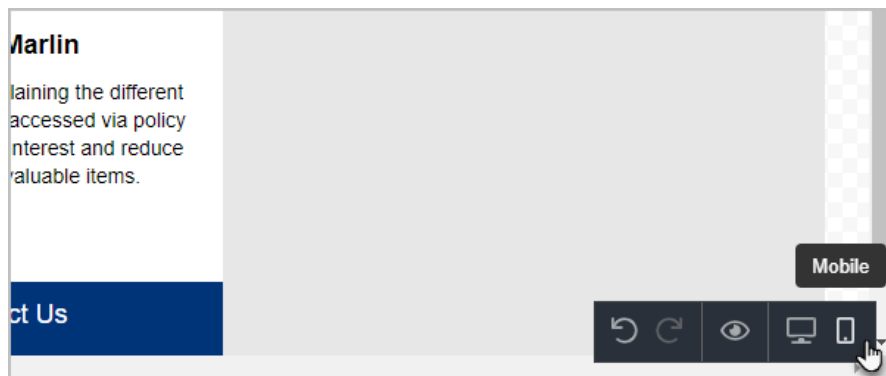 Marlin
laining the different
accessed via policy
nterest and reduce
valuable items.
Mobile
ct Us